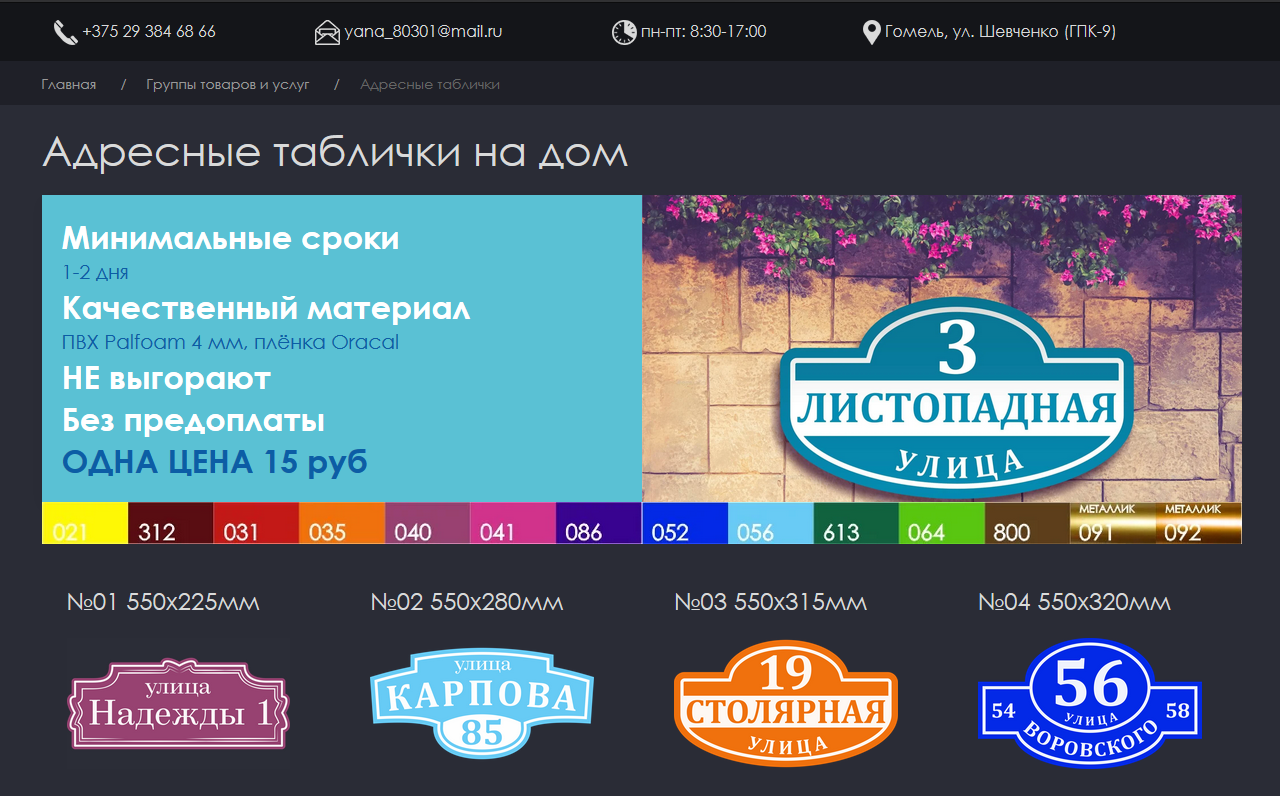 +375 29 384 68 66
yana_80301@mail.ru
пн-пт: 8:30-17:00
Гомель, ул. Шевченко (ГПК-9)
Главная / Группы товаров и услуг / Адресные таблички
Адресные таблички на дом
Минимальные сроки
1-2 дня
Качественный материал
ПВХ Palfoam 4 мм, плёнка Oracal
НЕ выгорают
Без предоплаты
ОДНА ЦЕНА 15 руб
3
ЛИСТОПАДНАЯ
УЛИЦА
021
312
031
035
040
041
086
052
056
613
064
800
МЕТАЛЛИК
091
МЕТАЛЛИК
092
№01 550х225мм
улица
Надежды 1
№02 550х280мм
улица
КАРПОВА
85
№03 550х315мм
19
СТОЛЯРНАЯ
УЛИЦА
№04 550х320мм
56
54
УЛИЦА
58
ВОРОВСКОГО